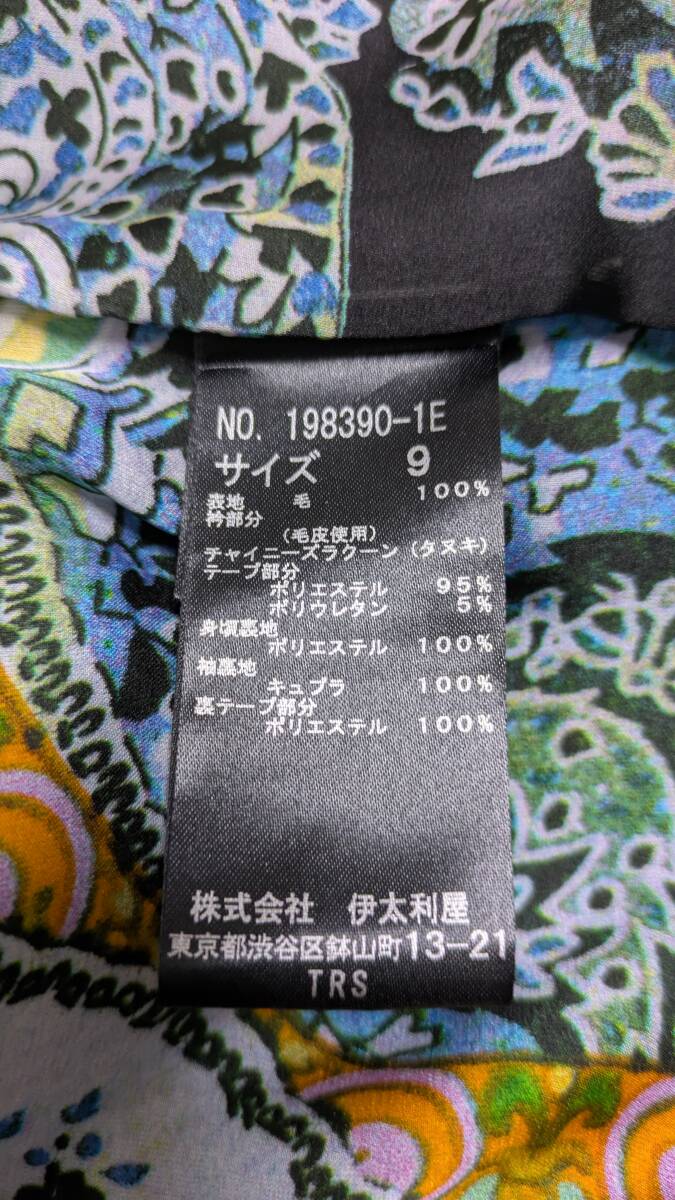 NO. 198390-1E
サイズ 9
表地 毛 100%
衿部分
(毛皮使用)
チャイニーズラクーン(タヌキ)
テープ部分
ポリエステル 95%
ポリウレタン 5%
身頃裏地
ポリエステル 100%
袖裏地
キュプラ 100%
裏テープ部分
ポリエステル 100%
株式会社 伊太利屋
東京都渋谷区鉢山町13-21
TRS